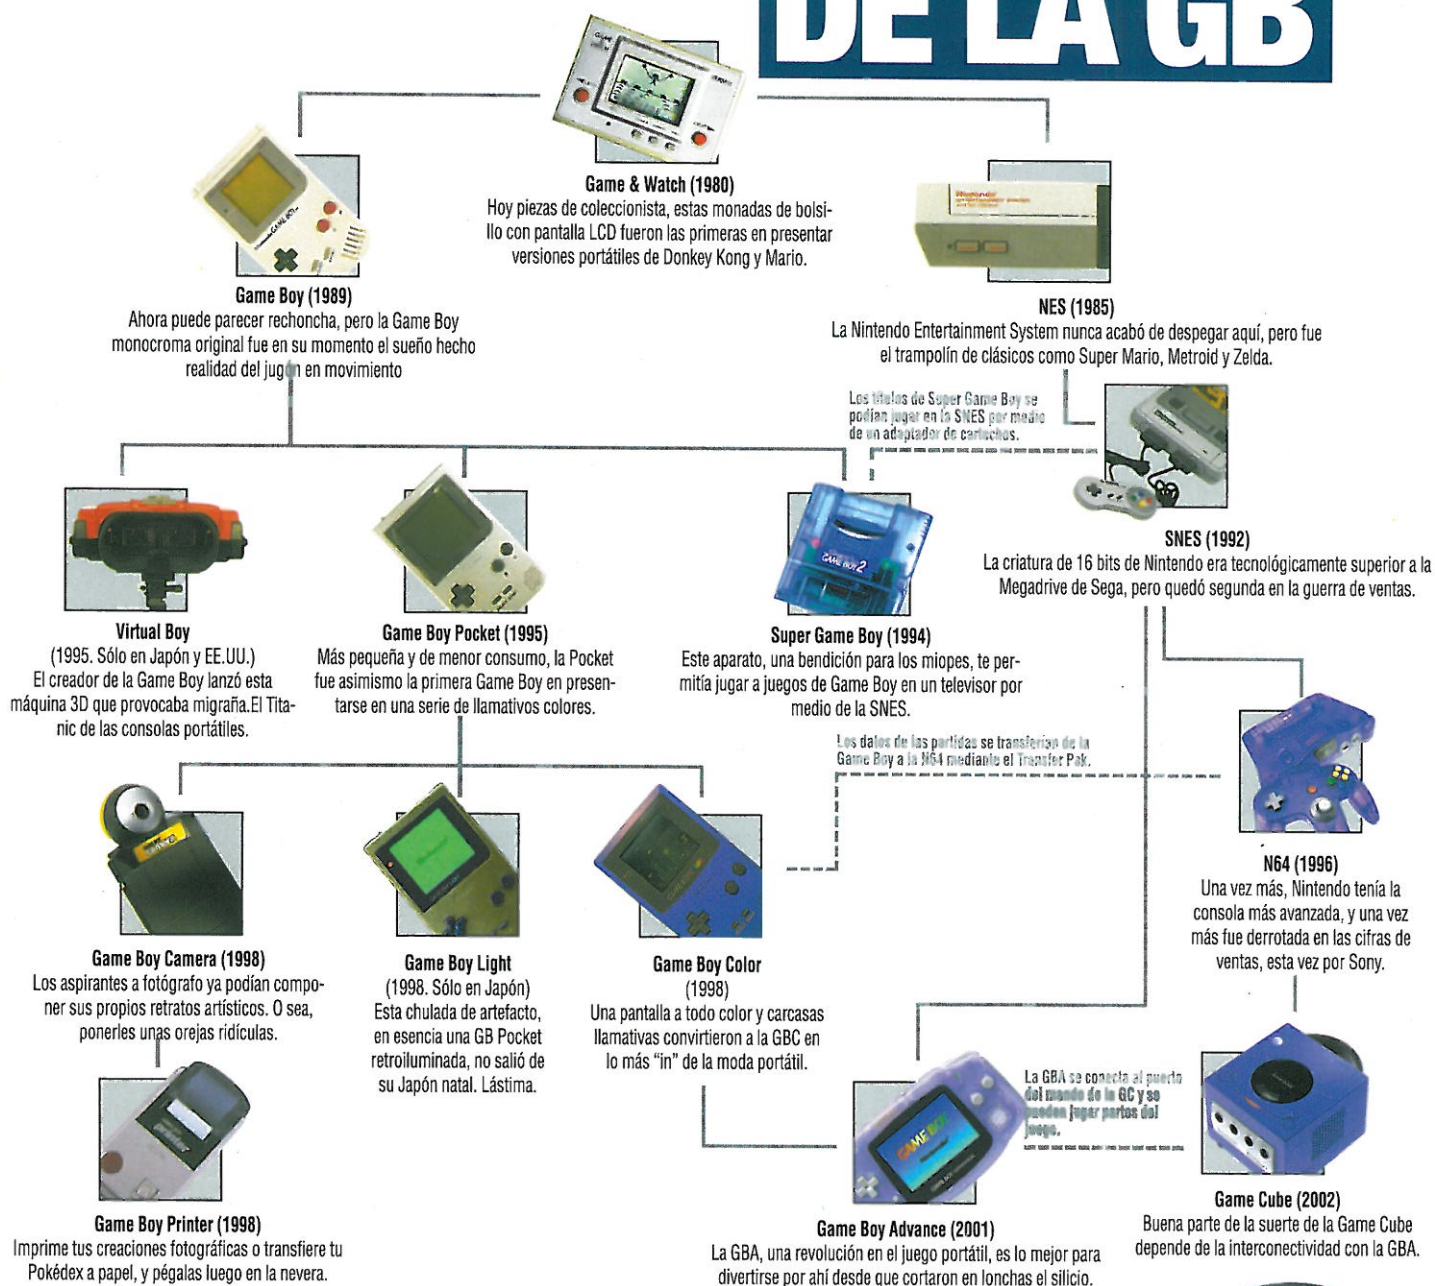 DE LA GB
Game & Watch (1980)
Hoy piezas de coleccionista, estas monadas de bolsi-
llo con pantalla LCD fueron las primeras en presentar
versiones portátiles de Donkey Kong y Mario.
Game Boy (1989)
Ahora puede parecer rechoncha, pero la Game Boy
monocroma original fue en su momento el sueño hecho
realidad del jugón en movimiento
NES (1985)
La Nintendo Entertainment System nunca acabó de despegar aquí, pero fue
el trampolín de clásicos como Super Mario, Metroid y Zelda.
Los títulos de Super Game Boy se
podían jugar en la SNES por medio
de un adaptador de cartuchos.
SNES (1992)
La criatura de 16 bits de Nintendo era tecnológicamente superior a la
Megadrive de Sega, pero quedó segunda en la guerra de ventas.
Virtual Boy
(1995. Sólo en Japón y EE.UU.)
El creador de la Game Boy lanzó esta
máquina 3D que provocaba migraña.El Tita-
nic de las consolas portátiles.
Game Boy Pocket (1995)
Más pequeña y de menor consumo, la Pocket
fue asimismo la primera Game Boy en presen-
tarse en una serie de llamativos colores.
GAME BOY 2
Super Game Boy (1994)
Este aparato, una bendición para los miopes, te per-
mitía jugar a juegos de Game Boy en un televisor por
medio de la SNES.
Los datos de las partidas se transferían de la
Game Boy a la N64 mediante el Transfer Pak.
N64 (1996)
Una vez más, Nintendo tenía la
consola más avanzada, y una vez
más fue derrotada en las cifras de
ventas, esta vez por Sony.
Game Boy Camera (1998)
Los aspirantes a fotógrafo ya podían compo-
ner sus propios retratos artísticos. O sea,
ponerles unas orejas ridículas.
Game Boy Light
(1998. Sólo en Japón)
Esta chulada de artefacto,
en esencia una GB Pocket
retroiluminada, no salió de
su Japón natal. Lástima.
Game Boy Color
(1998)
Una pantalla a todo color y carcasas
llamativas convirtieron a la GBC en
lo más “in” de la moda portátil.
La GBA se conecta al puerto
del mando de la GC y se
pueden jugar partes del
juego.
GAME BOY
Game Boy Printer (1998)
Imprime tus creaciones fotográficas o transfiere tu
Pokédex a papel, y pégalas luego en la nevera.
Game Boy Advance (2001)
La GBA, una revolución en el juego portátil, es lo mejor para
divertirse por ahí desde que cortaron en lonchas el silicio.
Game Cube (2002)
Buena parte de la suerte de la Game Cube
depende de la interconectividad con la GBA.